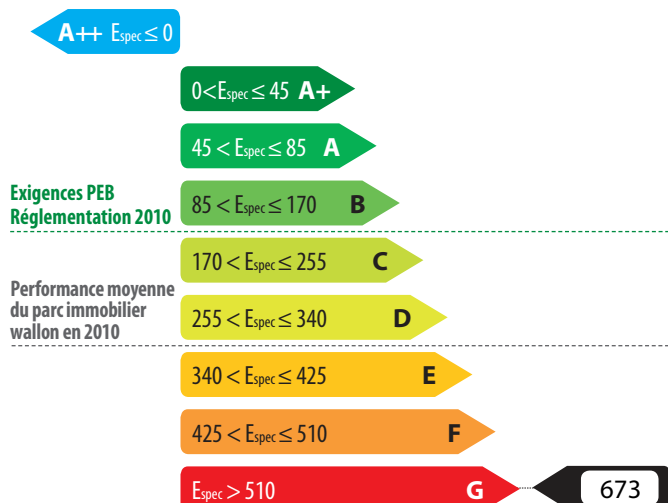 A++ Espec ≤ 0
0<Espec ≤ 45 A+
45 < Espec ≤ 85 A
Exigences PEB
Réglementation 2010
85 < Espec ≤ 170 B
170 < Espec ≤ 255 C
Performance moyenne
du parc immobilier
wallon en 2010
255 < Espec ≤ 340 D
340 < Espec ≤ 425 E
425 < Espec ≤ 510 F
Espec > 510 G 673